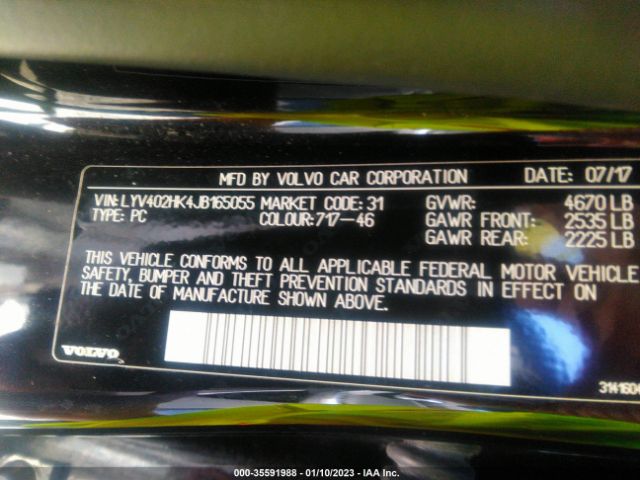 MFD BY VOLVO CAR CORPORATION DATE: 07/17
VIN: LYV402HK4JB165055 MARKET CODE: 31 GVWR: 4670 LB
TYPE: PC COLOUR: 717-46 GAWR FRONT: 2535 LB
GAWR REAR: 2225 LB
THIS VEHICLE CONFORMS TO ALL APPLICABLE FEDERAL MOTOR VEHICLE
SAFETY, BUMPER AND THEFT PREVENTION STANDARDS IN EFFECT ON
THE DATE OF MANUFACTURE SHOWN ABOVE.
VOLVO
000-35591988 - 01/10/2023 - IAA Inc.